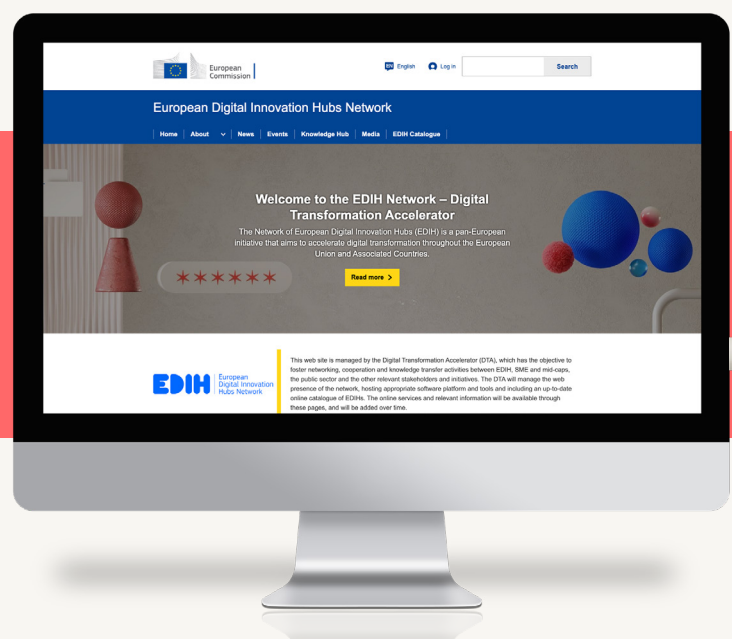 European
Commission
EN English
Log in
Search
European Digital Innovation Hubs Network
Home
About
News
Events
Knowledge Hub
Media
EDIH Catalogue
Welcome to the EDIH Network – Digital
Transformation Accelerator
The Network of European Digital Innovation Hubs (EDIH) is a pan-European
initiative that aims to accelerate digital transformation throughout the European
Union and Associated Countries.
Read more
EDIH
European
Digital Innovation
Hubs Network
This web site is managed by the Digital Transformation Accelerator (DTA), which has the objective to
foster networking, cooperation and knowledge transfer activities between EDIH, SME and mid-caps,
the public sector and the other relevant stakeholders and initiatives. The DTA will manage the web
presence of the network, hosting appropriate software platform and tools and including an up-to-date
online catalogue of EDIHs. The online services and relevant information will be available through
these pages, and will be added over time.